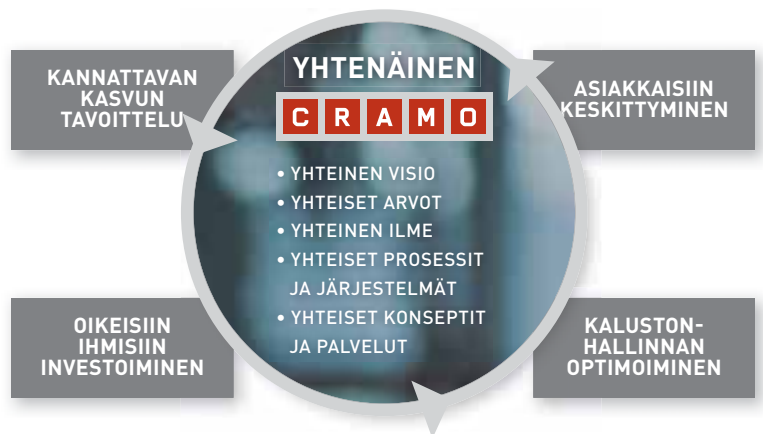 KANNATTAVAN
KASVUN
TAVOITTELU
YHTENÄINEN
CRAMO
• YHTEINEN VISIO
• YHTEISET ARVOT
• YHTEINEN ILME
• YHTEISET PROSESSIT
JA JÄRJESTELMÄT
• YHTEISET KONSEPTIT
JA PALVELUT
ASIAKKAISIIN
KESKITTYMINEN
OIKEISIIN
IHMISIIN
INVESTOIMINEN
KALUSTON-
HALLINNAN
OPTIMOIMINEN